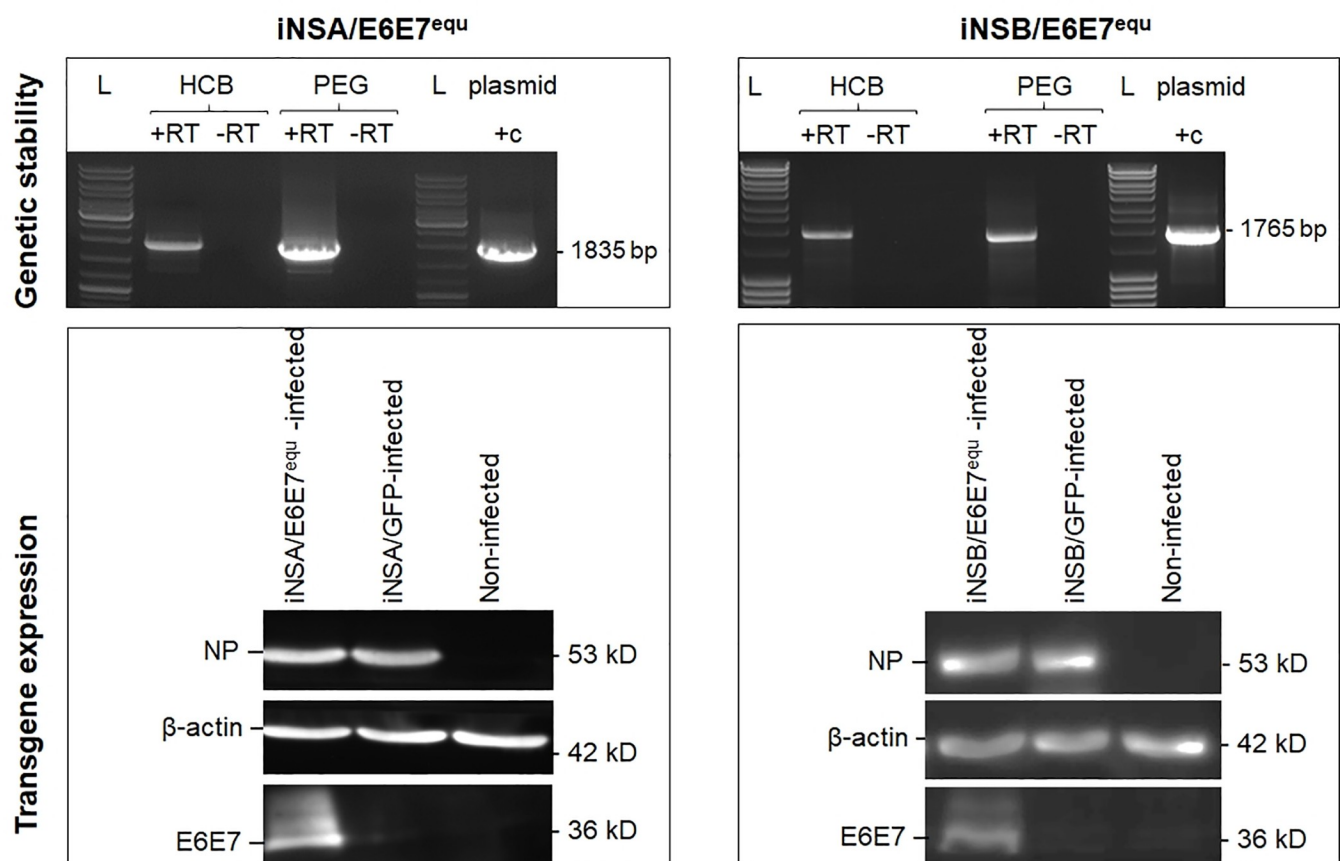 iNSA/E6E7equ
iNSB/E6E7equ
Genetic stability
L HCB PEG L plasmid
+RT -RT +RT -RT +c
1835 bp
L HCB PEG L plasmid
+RT -RT +RT -RT +c
1765 bp
Transgene expression
iNSA/E6E7equ -infected
iNSA/GFP-infected
Non-infected
NP 53 kD
β-actin 42 kD
E6E7 36 kD
iNSB/E6E7equ -infected
iNSB/GFP-infected
Non-infected
NP 53 kD
β-actin 42 kD
E6E7 36 kD